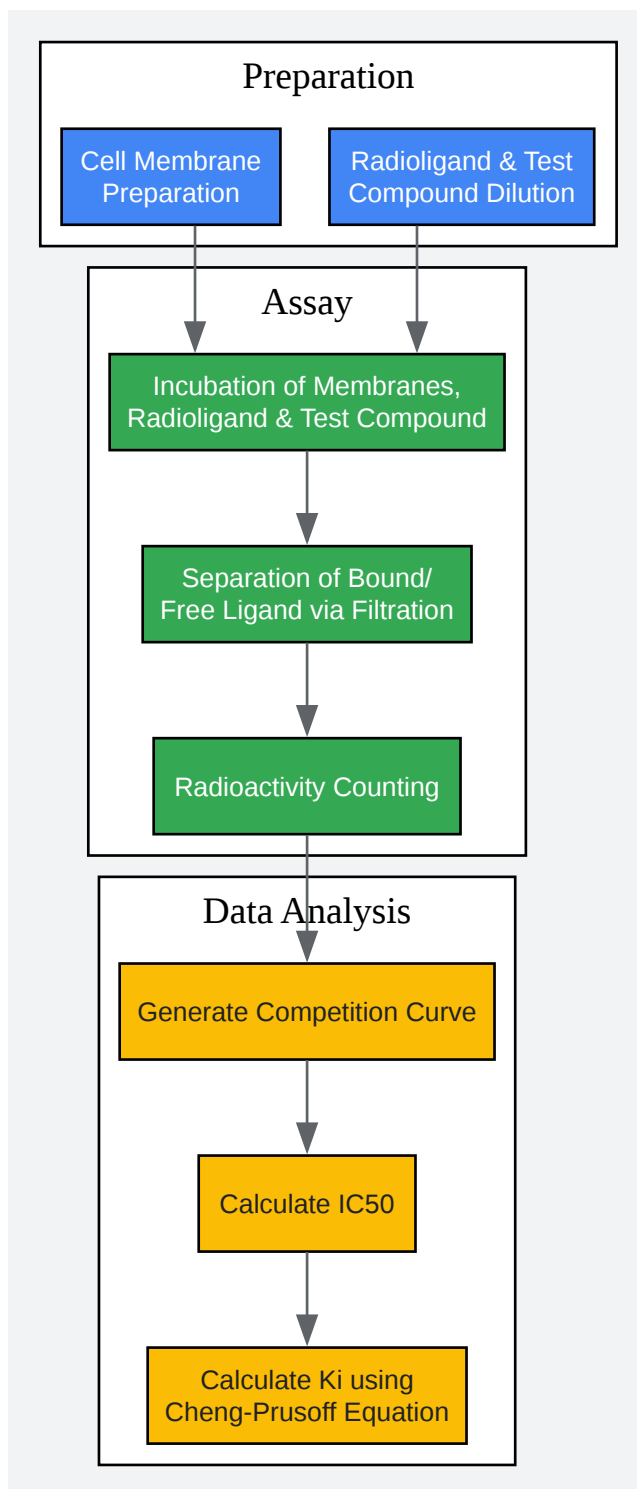 Preparation
Cell Membrane
Preparation
Radioligand & Test
Compound Dilution
Assay
Incubation of Membranes,
Radioligand & Test Compound
Separation of Bound/
Free Ligand via Filtration
Radioactivity Counting
Data Analysis
Generate Competition Curve
Calculate IC50
Calculate Ki using
Cheng-Prusoff Equation